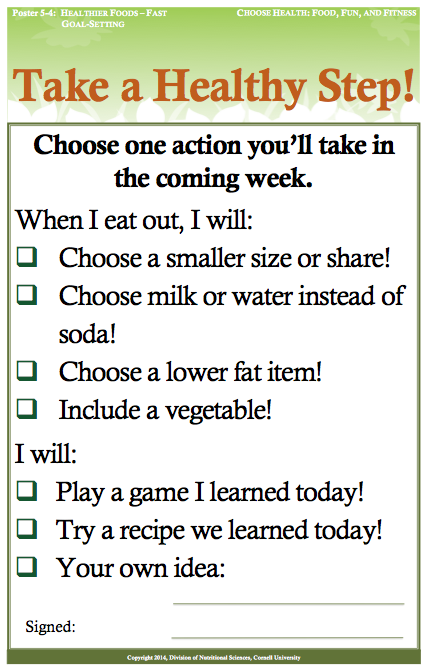 Poster 5-4: Healthier Foods – Fast
Goal-Setting
Choose Health: Food, Fun, and Fitness
Take a Healthy Step!
Choose one action you’ll take in
the coming week.
When I eat out, I will:
❑ Choose a smaller size or share!
❑ Choose milk or water instead of
soda!
❑ Choose a lower fat item!
❑ Include a vegetable!
I will:
❑ Play a game I learned today!
❑ Try a recipe we learned today!
❑ Your own idea:
Signed:
Copyright 2014, Division of Nutritional Sciences, Cornell University